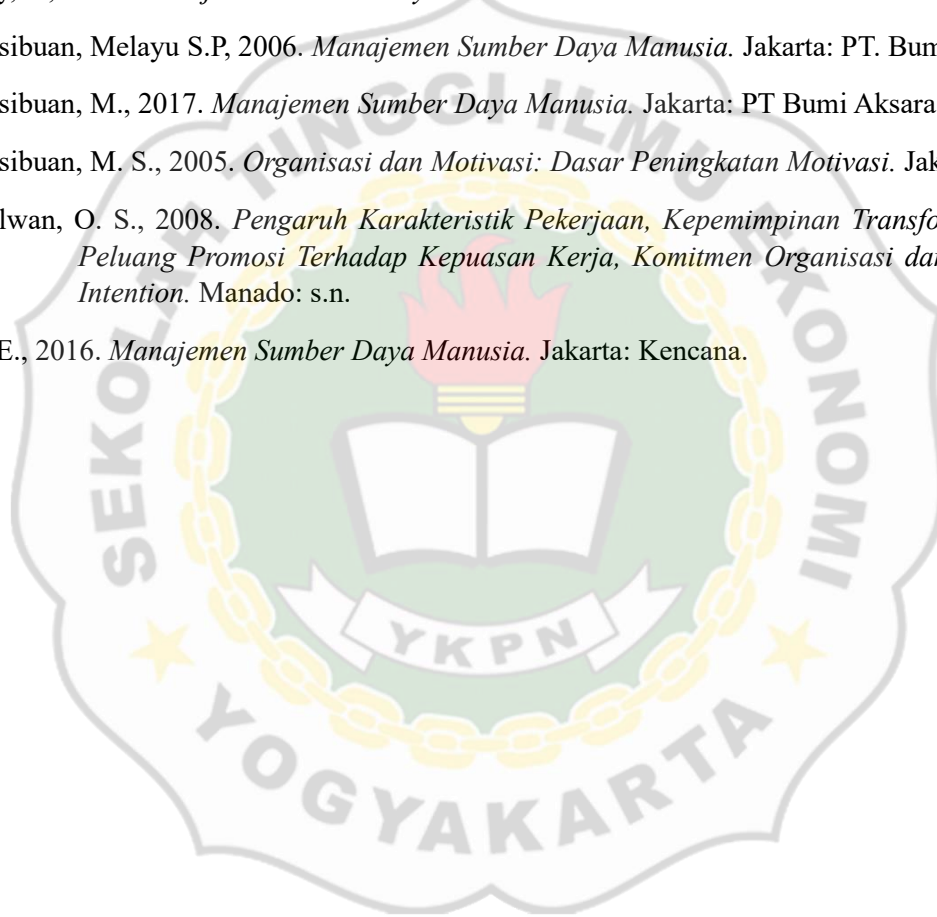 sibuan, Melayu S.P, 2006. Manajemen Sumber Daya Manusia. Jakarta: PT. Bum
sibuan, M., 2017. Manajemen Sumber Daya Manusia. Jakarta: PT Bumi Aksara
sibuan, M. S., 2005. Organisasi dan Motivasi: Dasar Peningkatan Motivasi. Jak
lwan, O. S., 2008. Pengaruh Karakteristik Pekerjaan, Kepemimpinan Transfo
Peluang Promosi Terhadap Kepuasan Kerja, Komitmen Organisasi dan
Intention. Manado: s.n.
E., 2016. Manajemen Sumber Daya Manusia. Jakarta: Kencana.
SEKOLAH TINGGI ILMU EKONOMI
YKPN
YOGYAKARTA